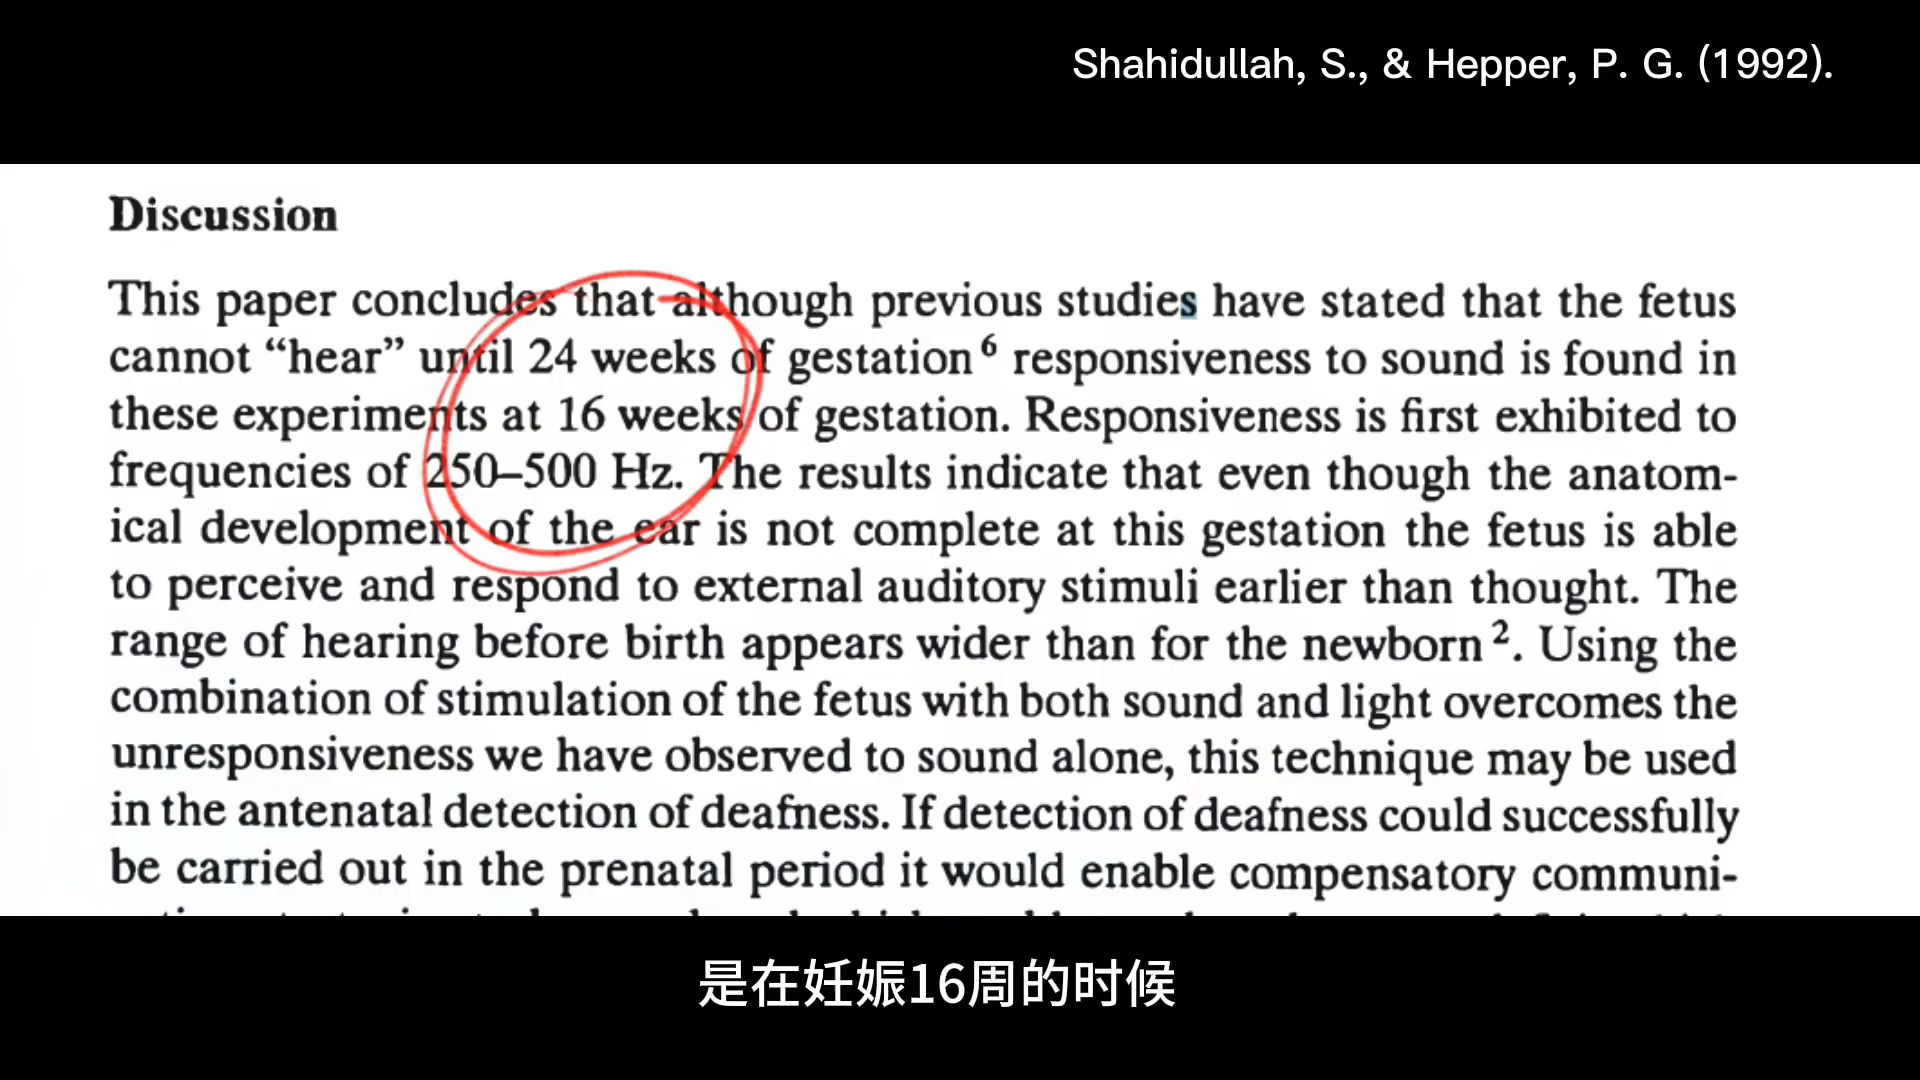 Shahidullah, S., & Hepper, P. G. (1992).
Discussion
This paper concludes that although previous studies have stated that the fetus
cannot “hear” until 24 weeks of gestation⁶ responsiveness to sound is found in
these experiments at 16 weeks of gestation. Responsiveness is first exhibited to
frequencies of 250–500 Hz. The results indicate that even though the anatom-
ical development of the ear is not complete at this gestation the fetus is able
to perceive and respond to external auditory stimuli earlier than thought. The
range of hearing before birth appears wider than for the newborn². Using the
combination of stimulation of the fetus with both sound and light overcomes the
unresponsiveness we have observed to sound alone, this technique may be used
in the antenatal detection of deafness. If detection of deafness could successfully
be carried out in the prenatal period it would enable compensatory communi-
是在妊娠16周的时候